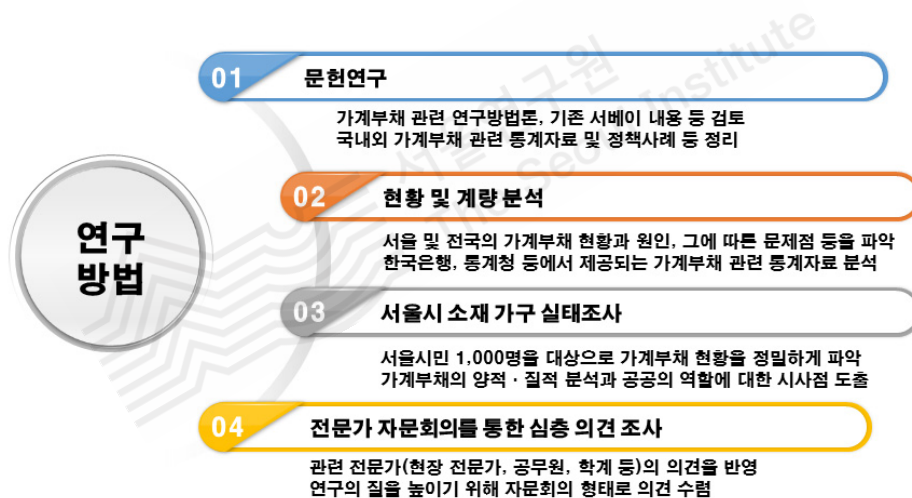 연구
방법
01
문헌연구
가계부채 관련 연구방법론, 기존 서베이 내용 등 검토
국내외 가계부채 관련 통계자료 및 정책사례 등 정리
02
현황 및 계량 분석
서울 및 전국의 가계부채 현황과 원인, 그에 따른 문제점 등을 파악
한국은행, 통계청 등에서 제공되는 가계부채 관련 통계자료 분석
03
서울시 소재 가구 실태조사
서울시민 1,000명을 대상으로 가계부채 현황을 정밀하게 파악
가계부채의 양적 · 질적 분석과 공공의 역할에 대한 시사점 도출
04
전문가 자문회의를 통한 심층 의견 조사
관련 전문가(현장 전문가, 공무원, 학계 등)의 의견을 반영
연구의 질을 높이기 위해 자문회의 형태로 의견 수렴
서울연구원
The Seoul Institute